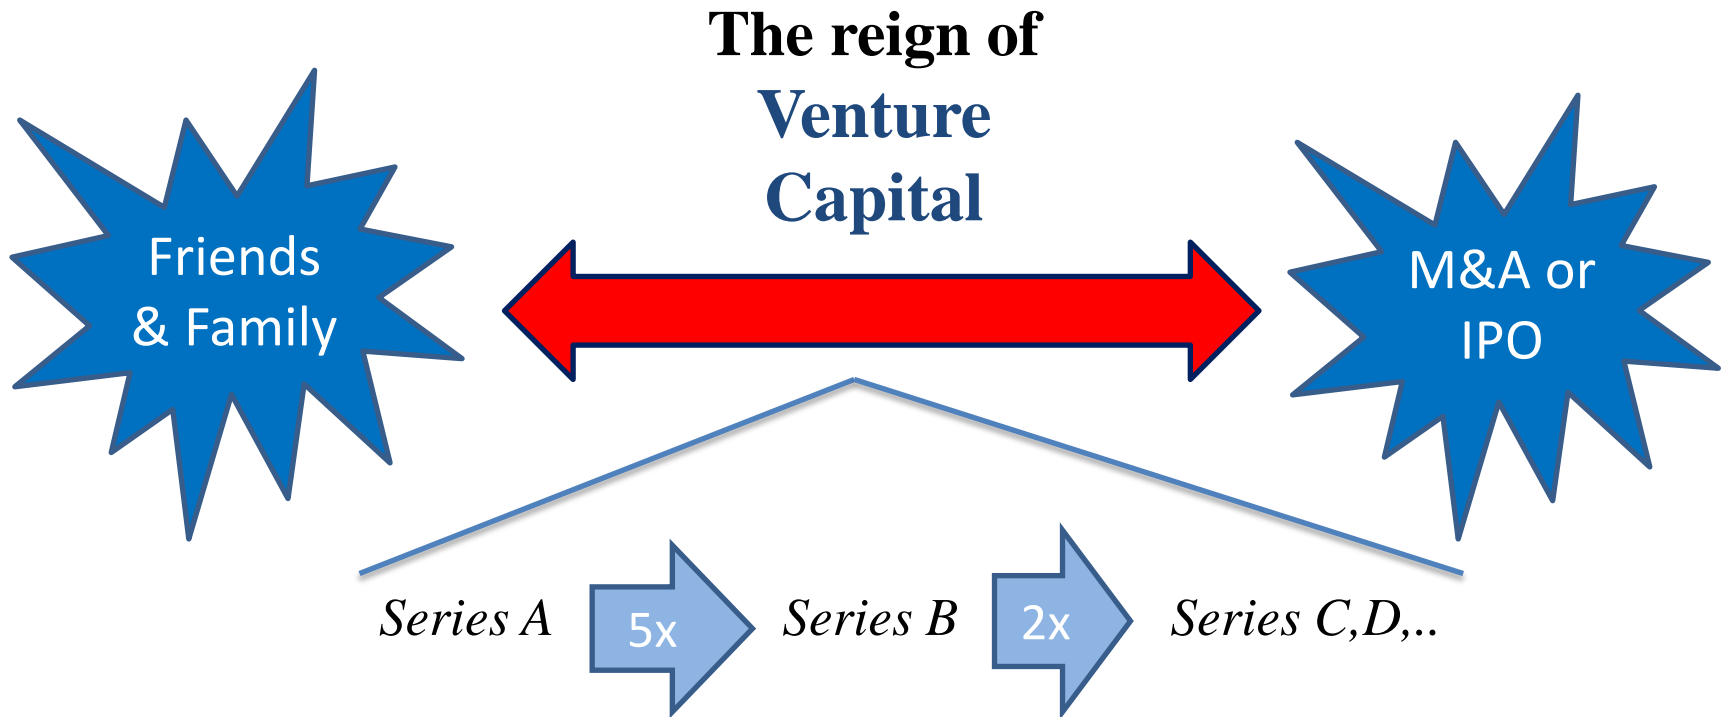 The reign of
Venture
Capital
Friends
& Family
M&A or
IPO
Series A
5x
Series B
2x
Series C,D,..